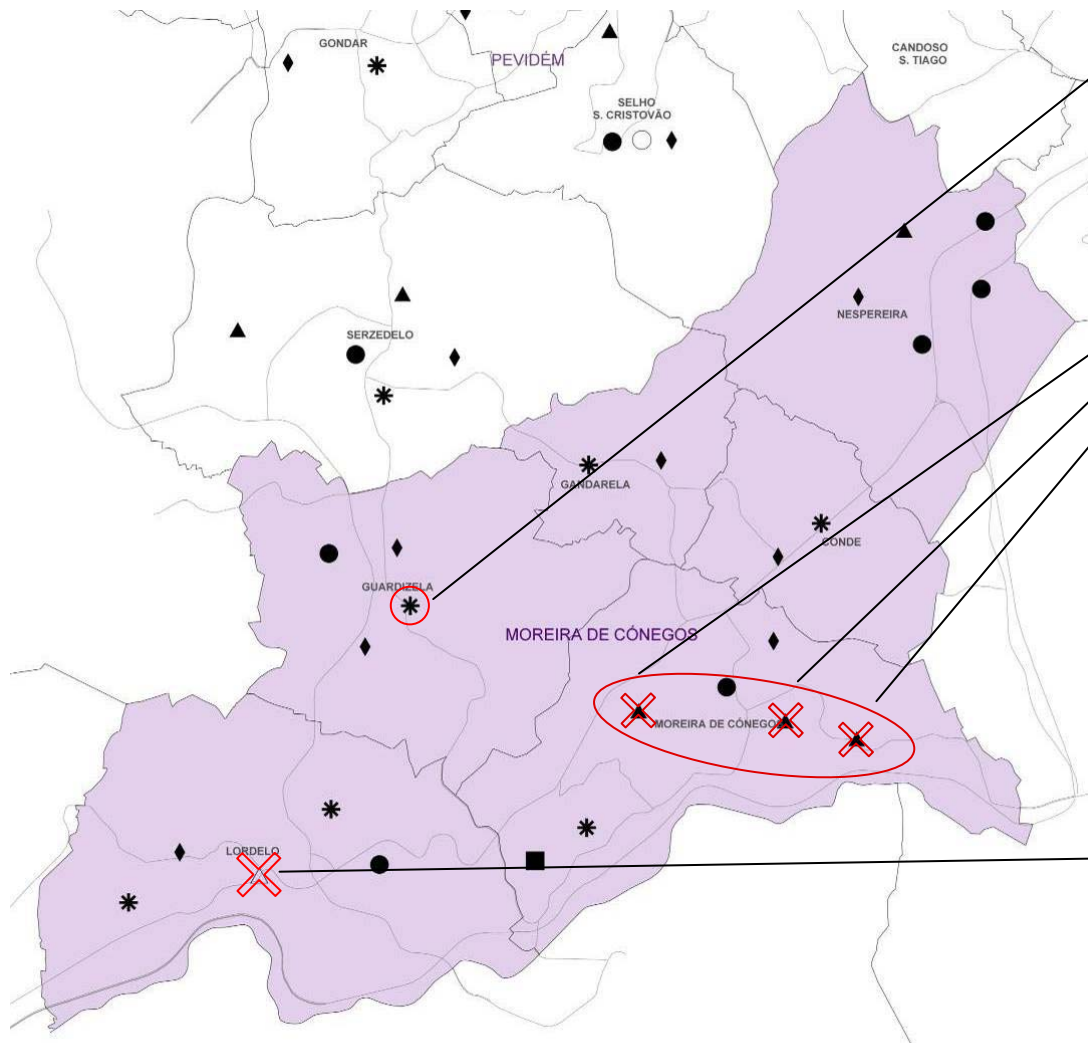 GONDAR
PEVIDÉM
CANDOSO
S. TIAGO
SELHO
S. CRISTOVÃO
NESPEREIRA
SERZEDELO
GANDARELA
CONDE
GUARDIZELA
MOREIRA DE CÓNEGOS
MOREIRA DE CÓNEGOS
LORDELO